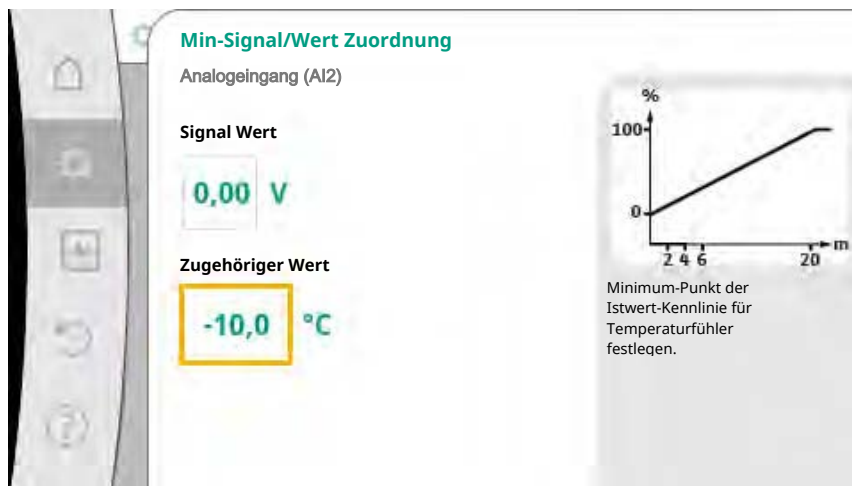 Min-Signal/Wert Zuordnung
Analogeingang (AI2)
Signal Wert
0,00 V
Zugehöriger Wert
-10,0 °C
%
100
0
2 4 6 20
m
Minimum-Punkt der
Istwert-Kennlinie für
Temperaturfühler
festlegen.